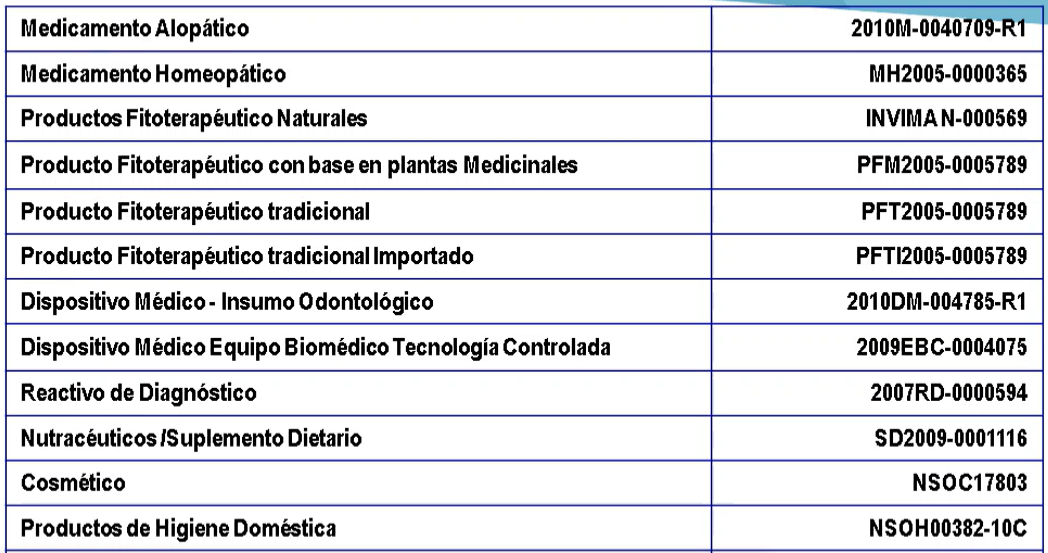 Medicamento Alopático 2010M-0040709-R1
Medicamento Homeopático MH2005-0000365
Productos Fitoterapéutico Naturales INVIMA N-000569
Producto Fitoterapéutico con base en plantas Medicinales PFM2005-0005789
Producto Fitoterapéutico tradicional PFT2005-0005789
Producto Fitoterapéutico tradicional Importado PFTI2005-0005789
Dispositivo Médico - Insumo Odontológico 2010DM-004785-R1
Dispositivo Médico Equipo Biomédico Tecnología Controlada 2009EBC-0004075
Reactivo de Diagnóstico 2007RD-0000594
Nutracéuticos /Suplemento Dietario SD2009-0001116
Cosmético NSOC17803
Productos de Higiene Doméstica NSOH00382-10C